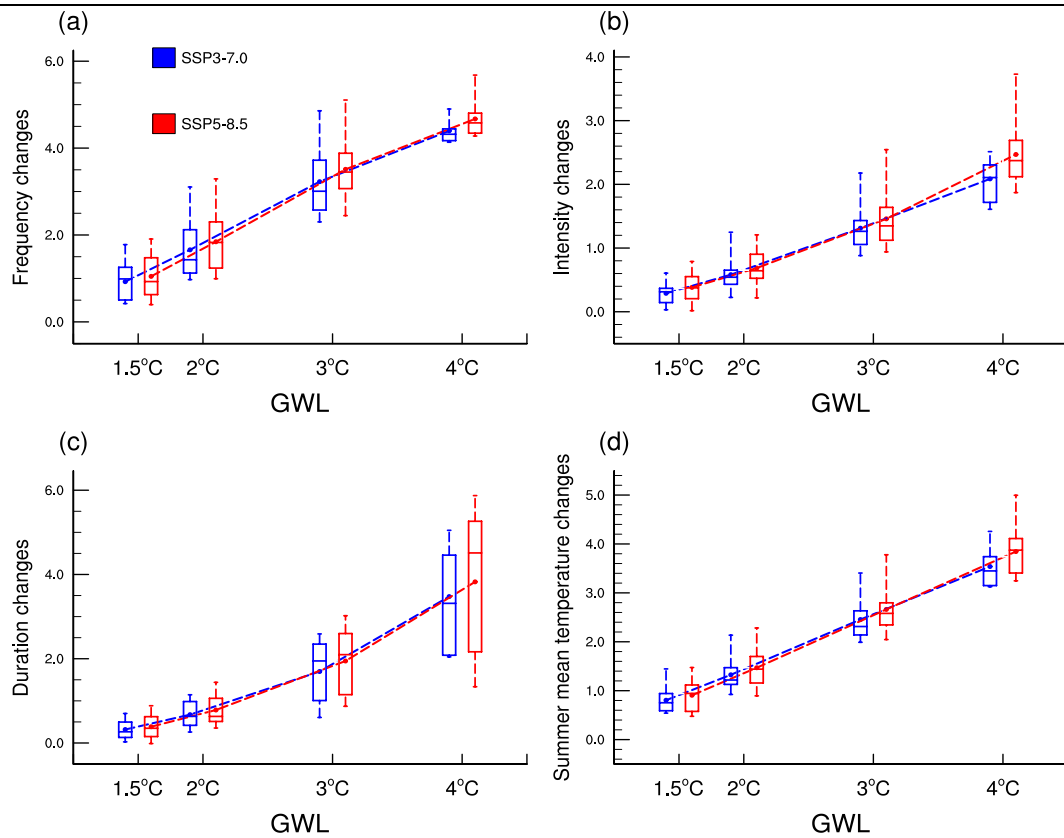 (a)
SSP3-7.0
SSP5-8.5
Frequency changes
6.0
4.0
2.0
0.0
1.5°C 2°C 3°C 4°C
GWL
(b)
Intensity changes
4.0
3.0
2.0
1.0
0.0
1.5°C 2°C 3°C 4°C
GWL
(c)
Duration changes
6.0
4.0
2.0
0.0
1.5°C 2°C 3°C 4°C
GWL
(d)
Summer mean temperature changes
5.0
4.0
3.0
2.0
1.0
0.0
1.5°C 2°C 3°C 4°C
GWL